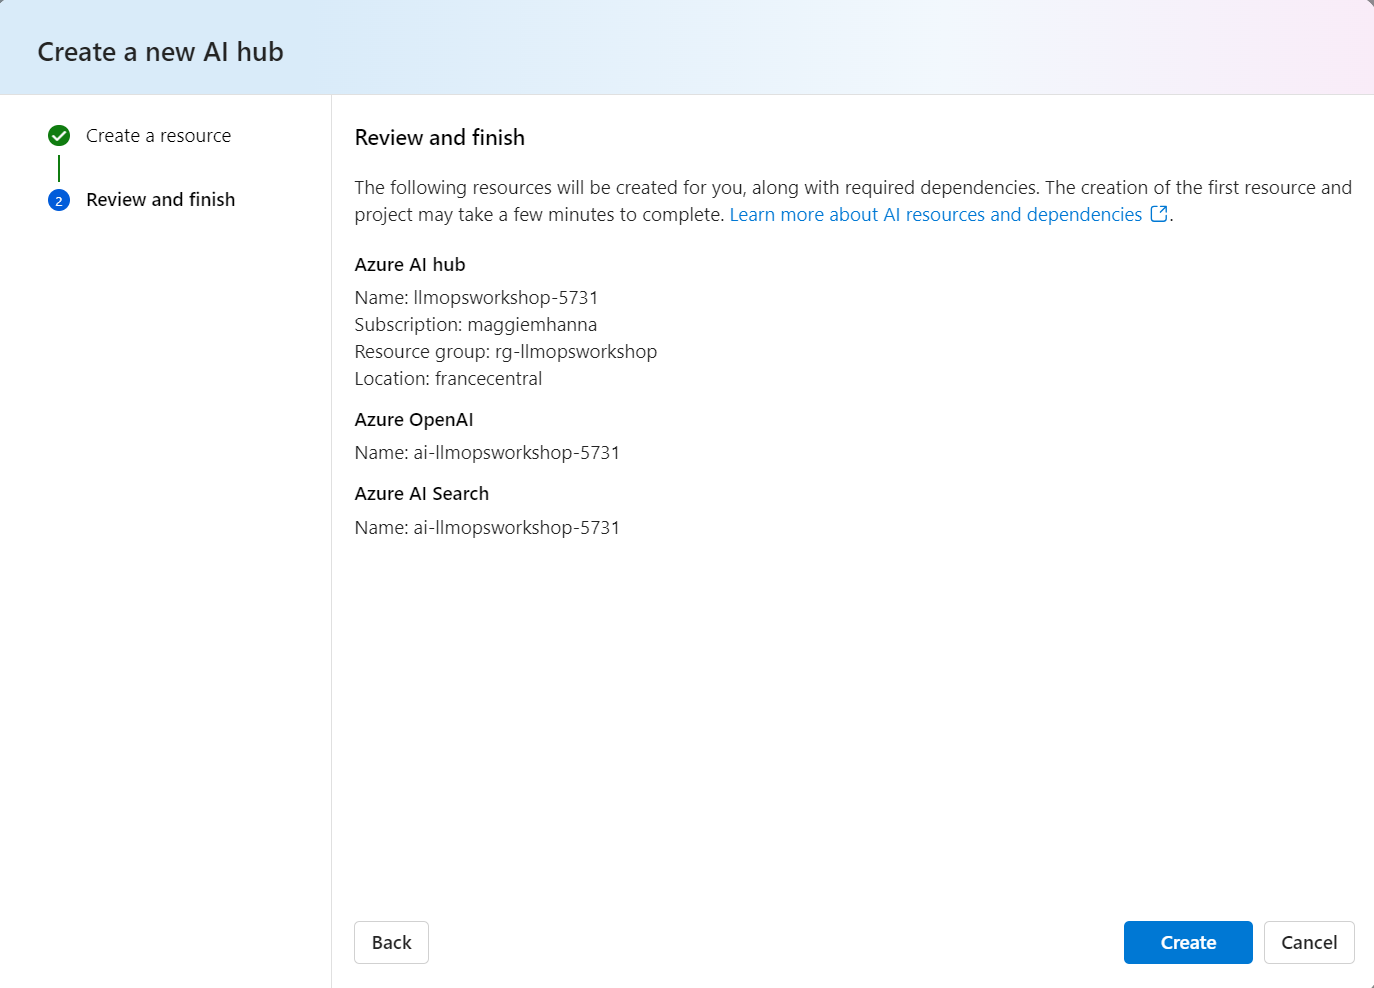 Create a new AI hub
Create a resource
2
Review and finish
Review and finish
The following resources will be created for you, along with required dependencies. The creation of the first resource and
project may take a few minutes to complete. Learn more about AI resources and dependencies.
Azure AI hub
Name: llmopsworkshop-5731
Subscription: maggiemhanna
Resource group: rg-llmopsworkshop
Location: francecentral
Azure OpenAI
Name: ai-llmopsworkshop-5731
Azure AI Search
Name: ai-llmopsworkshop-5731
Back
Create
Cancel